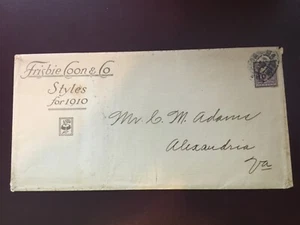 Frisbie Coon & Co.
Styles
for 1910
Mr. C. M. Adams
Alexandria
Va